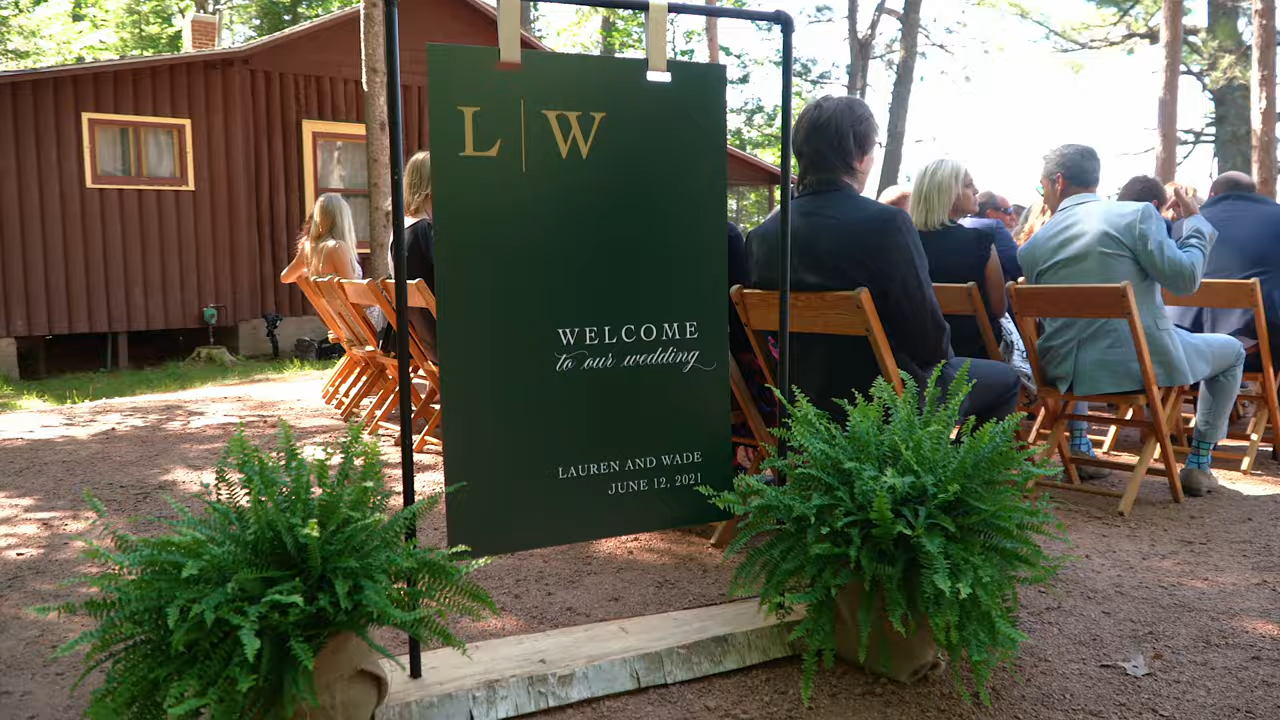 L | W
WELCOME
to our wedding
LAUREN AND WADE
JUNE 12, 2021